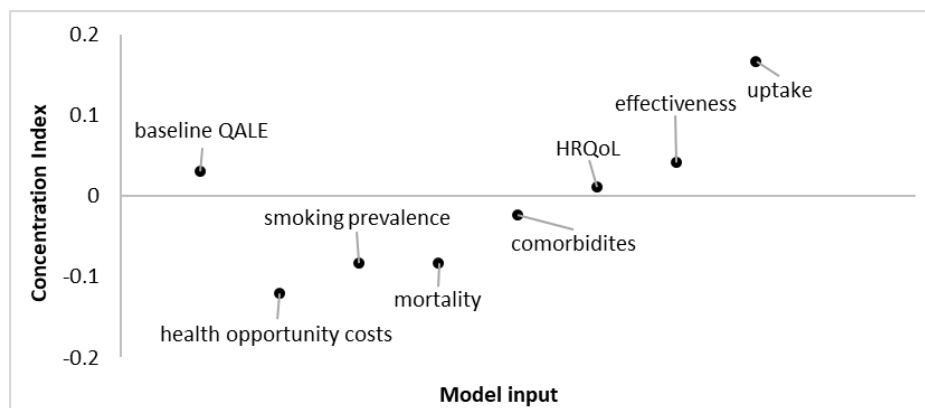 0.2
uptake
effectiveness
0.1
baseline QALE
HRQoL
Concentration Index
0
smoking prevalence
comorbidites
-0.1
mortality
health opportunity costs
-0.2
Model input